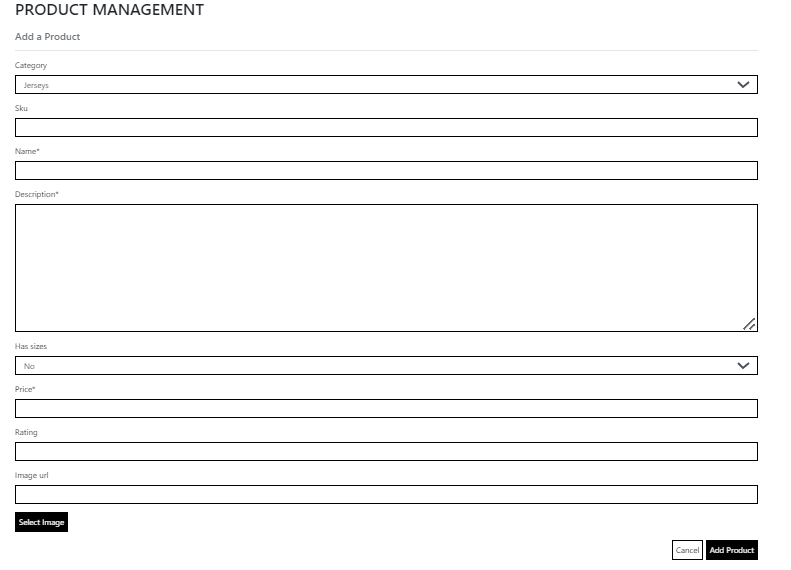 PRODUCT MANAGEMENT
Add a Product
Category
Jerseys
Sku
Name*
Description*
Has sizes
No
Price*
Rating
Image url
Select Image
Cancel Add Product